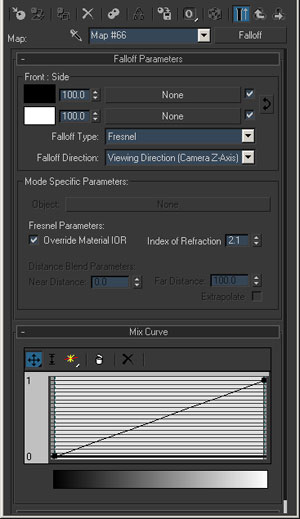 Map: Map #66 Falloff
- Falloff Parameters
Front : Side
100.0 None
100.0 None
Falloff Type: Fresnel
Falloff Direction: Viewing Direction (Camera Z-Axis)
Mode Specific Parameters:
Object: None
Fresnel Parameters:
Override Material IOR Index of Refraction 2.1
Distance Blend Parameters:
Near Distance: 0.0 Far Distance: 100.0
Extrapolate
- Mix Curve
1
0